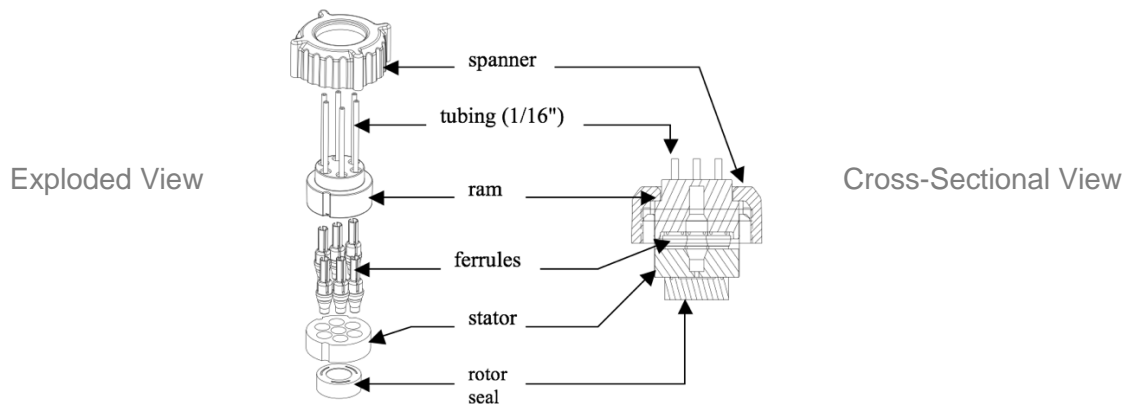 spanner
tubing (1/16")
Exploded View
ram
Cross-Sectional View
ferrules
stator
rotor
seal